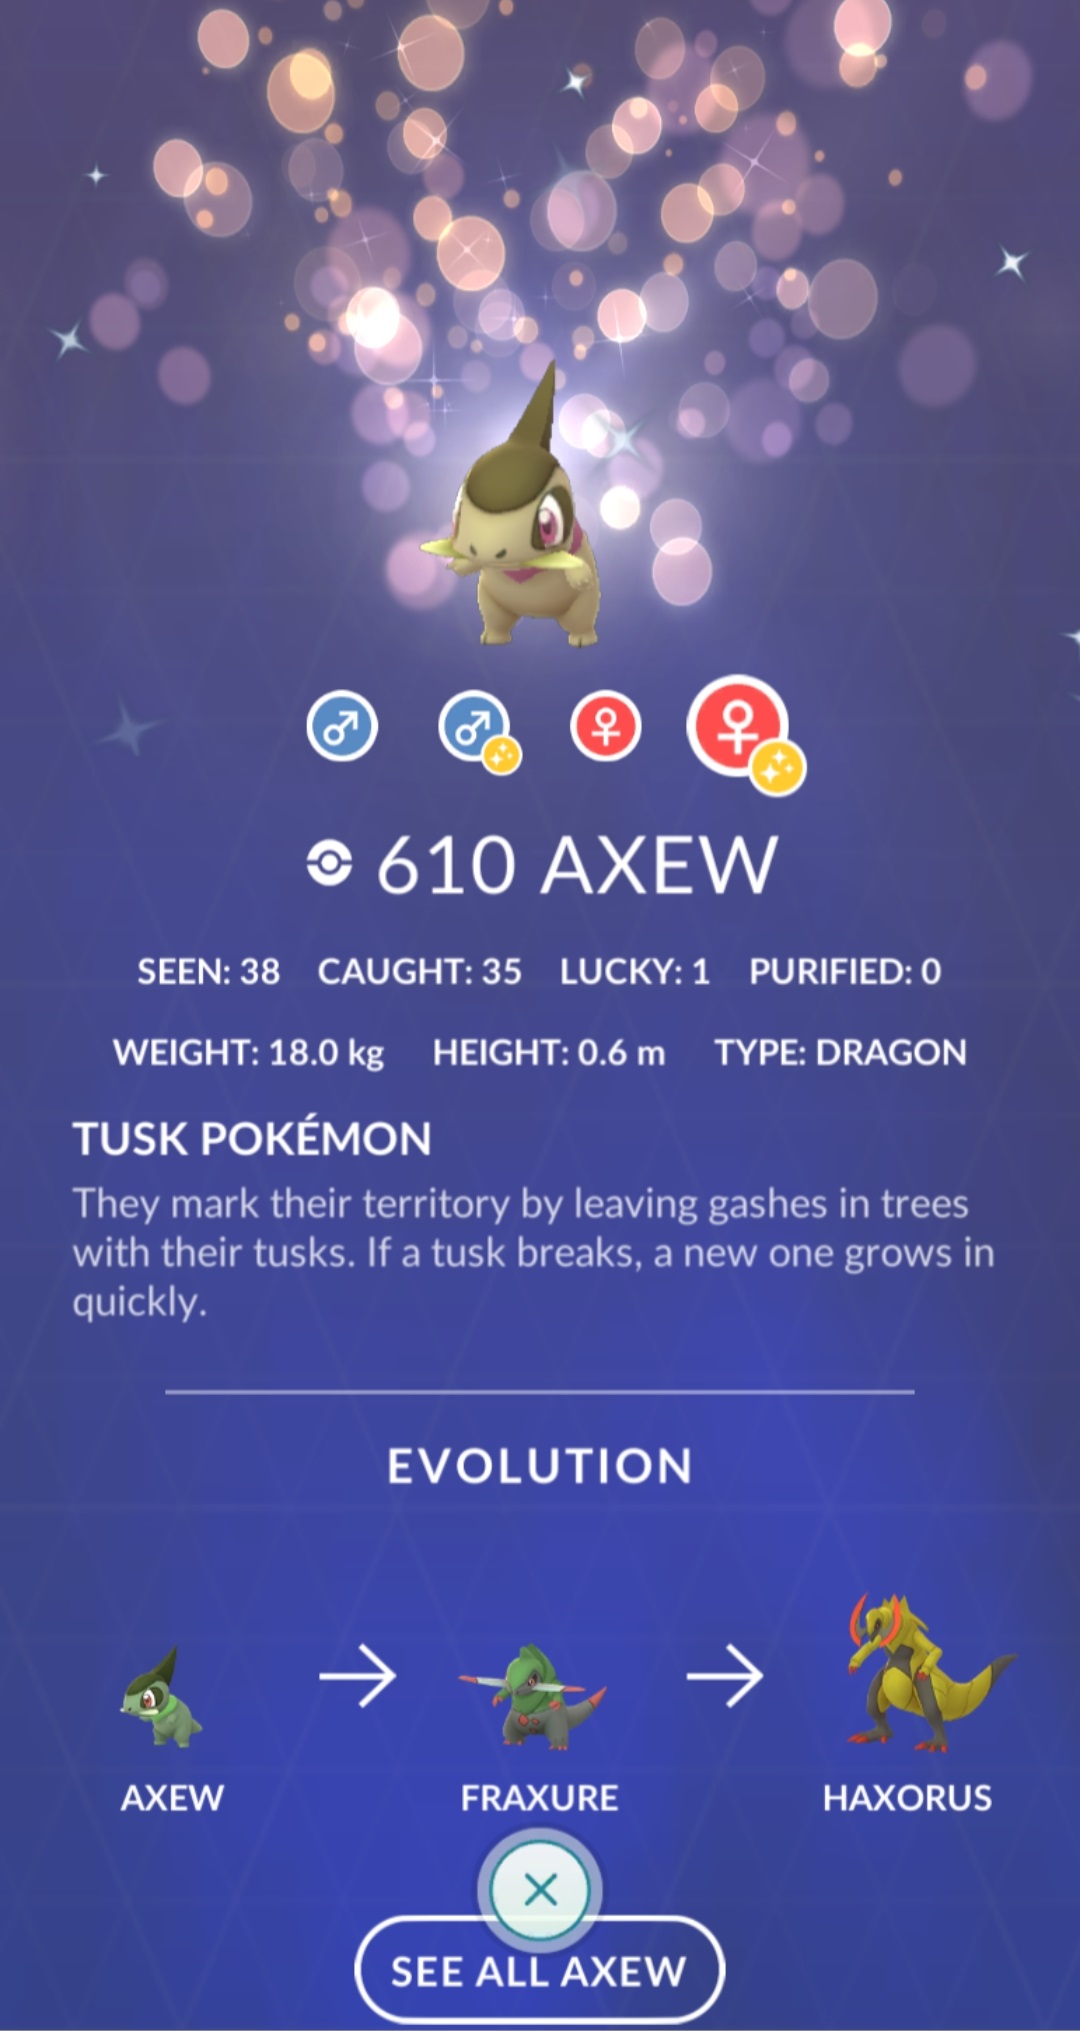 610 AXEW
SEEN: 38 CAUGHT: 35 LUCKY: 1 PURIFIED: 0
WEIGHT: 18.0 kg HEIGHT: 0.6 m TYPE: DRAGON
TUSK POKÉMON
They mark their territory by leaving gashes in trees
with their tusks. If a tusk breaks, a new one grows in
quickly.
EVOLUTION
AXEW FRAXURE HAXORUS
SEE ALL AXEW